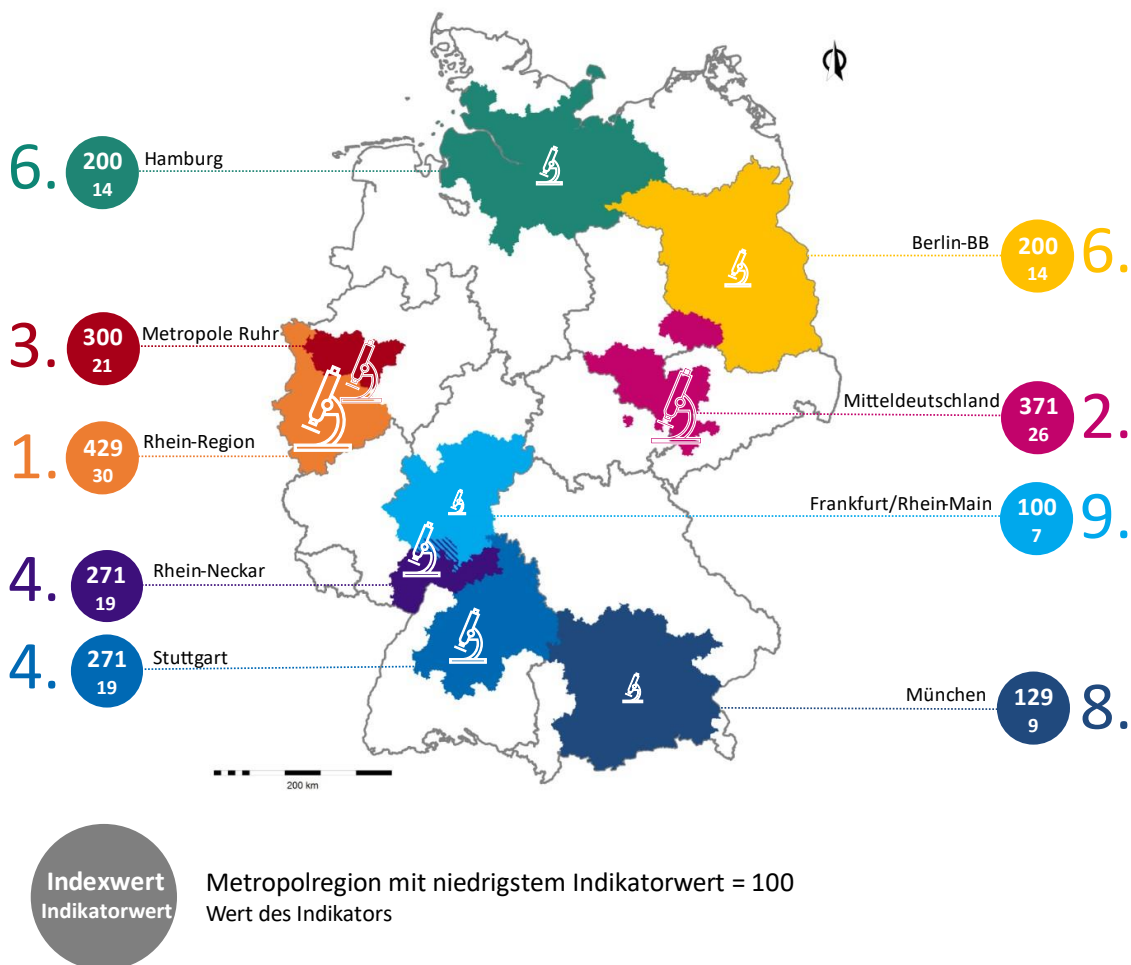 6.
200
14
Hamburg
Berlin-BB
200
14
6.
3.
300
21
Metropole Ruhr
Mitteldeutschland
371
26
2.
1.
429
30
Rhein-Region
Frankfurt/Rhein-Main
100
7
9.
4.
271
19
Rhein-Neckar
4.
271
19
Stuttgart
München
129
9
8.
200 km
Indexwert
Indikatorwert
Metropolregion mit niedrigstem Indikatorwert = 100
Wert des Indikators